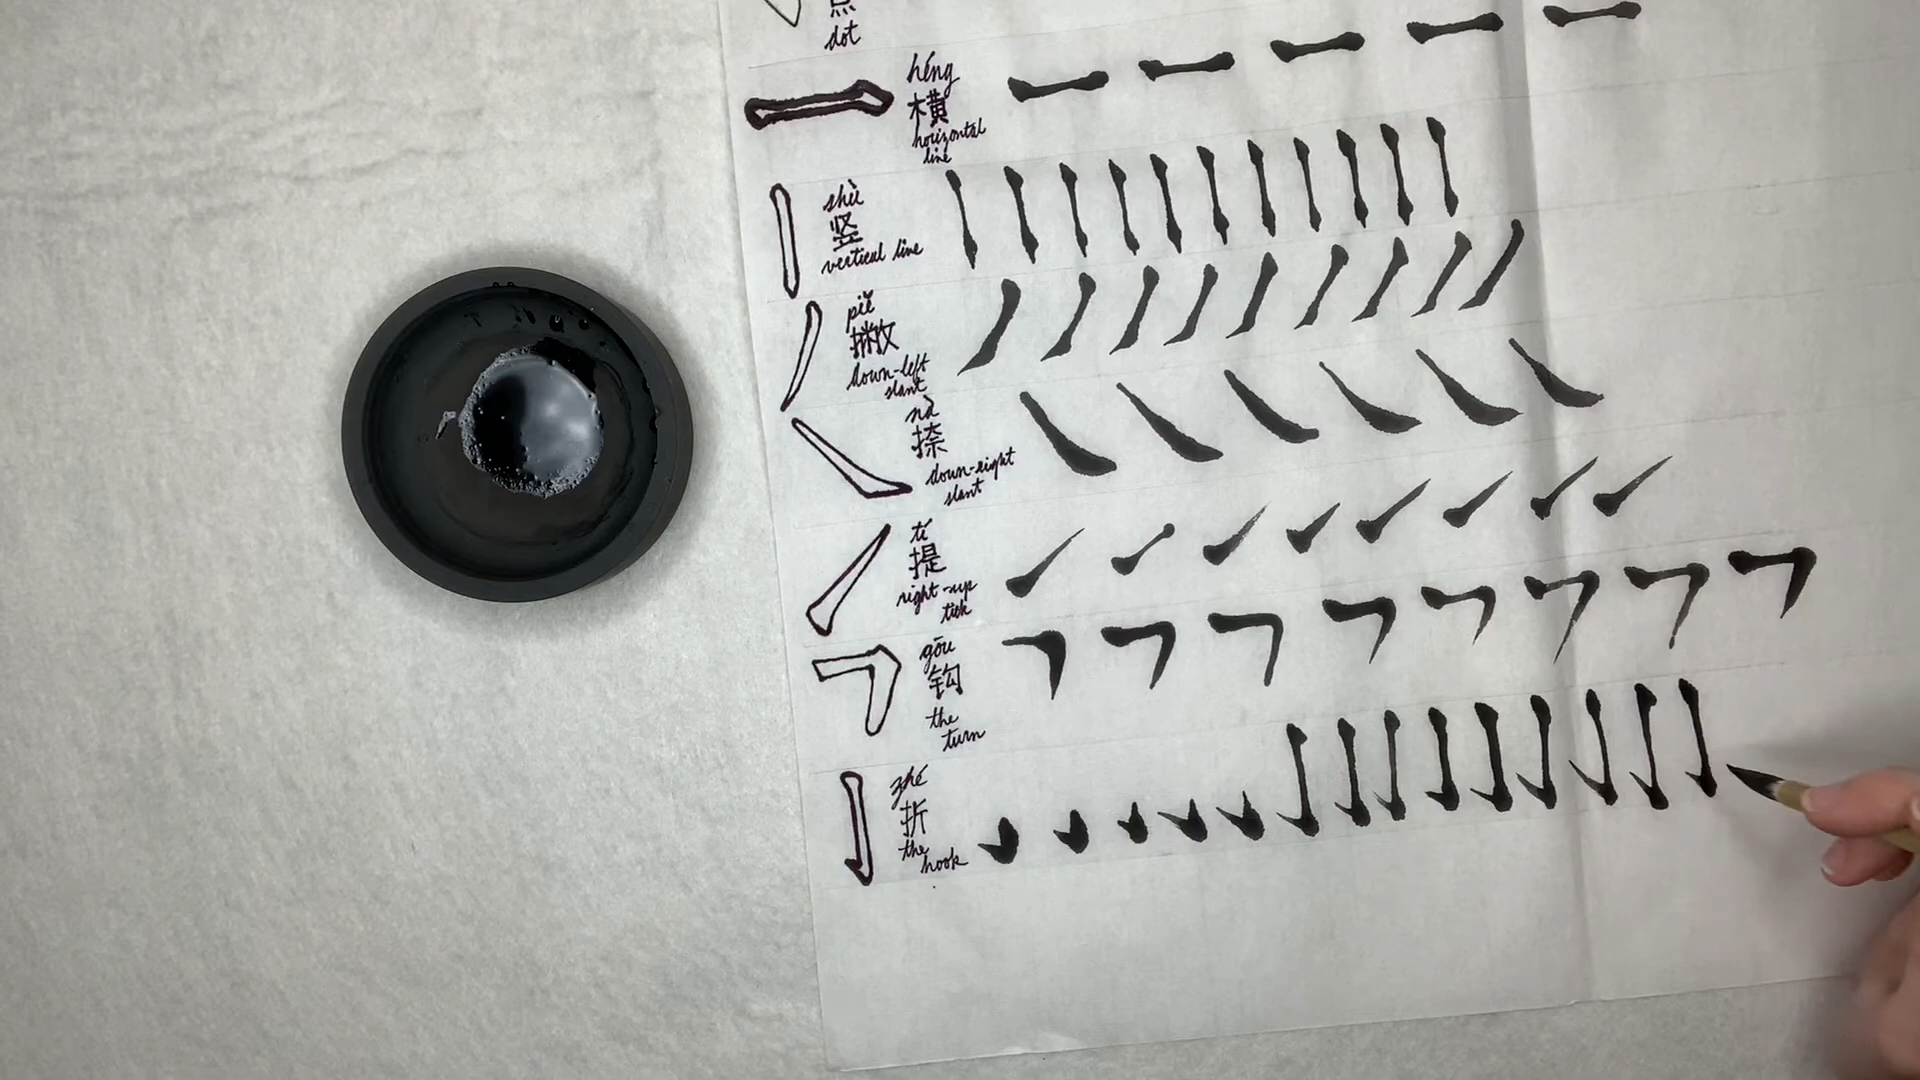 点
dot
héng
横
horizontal
line
shù
竖
vertical line
piě
撇
down-left
slant
nà
捺
down-right
slant
tí
提
right-up
tick
gōu
钩
the
turn
zhé
折
the
hook